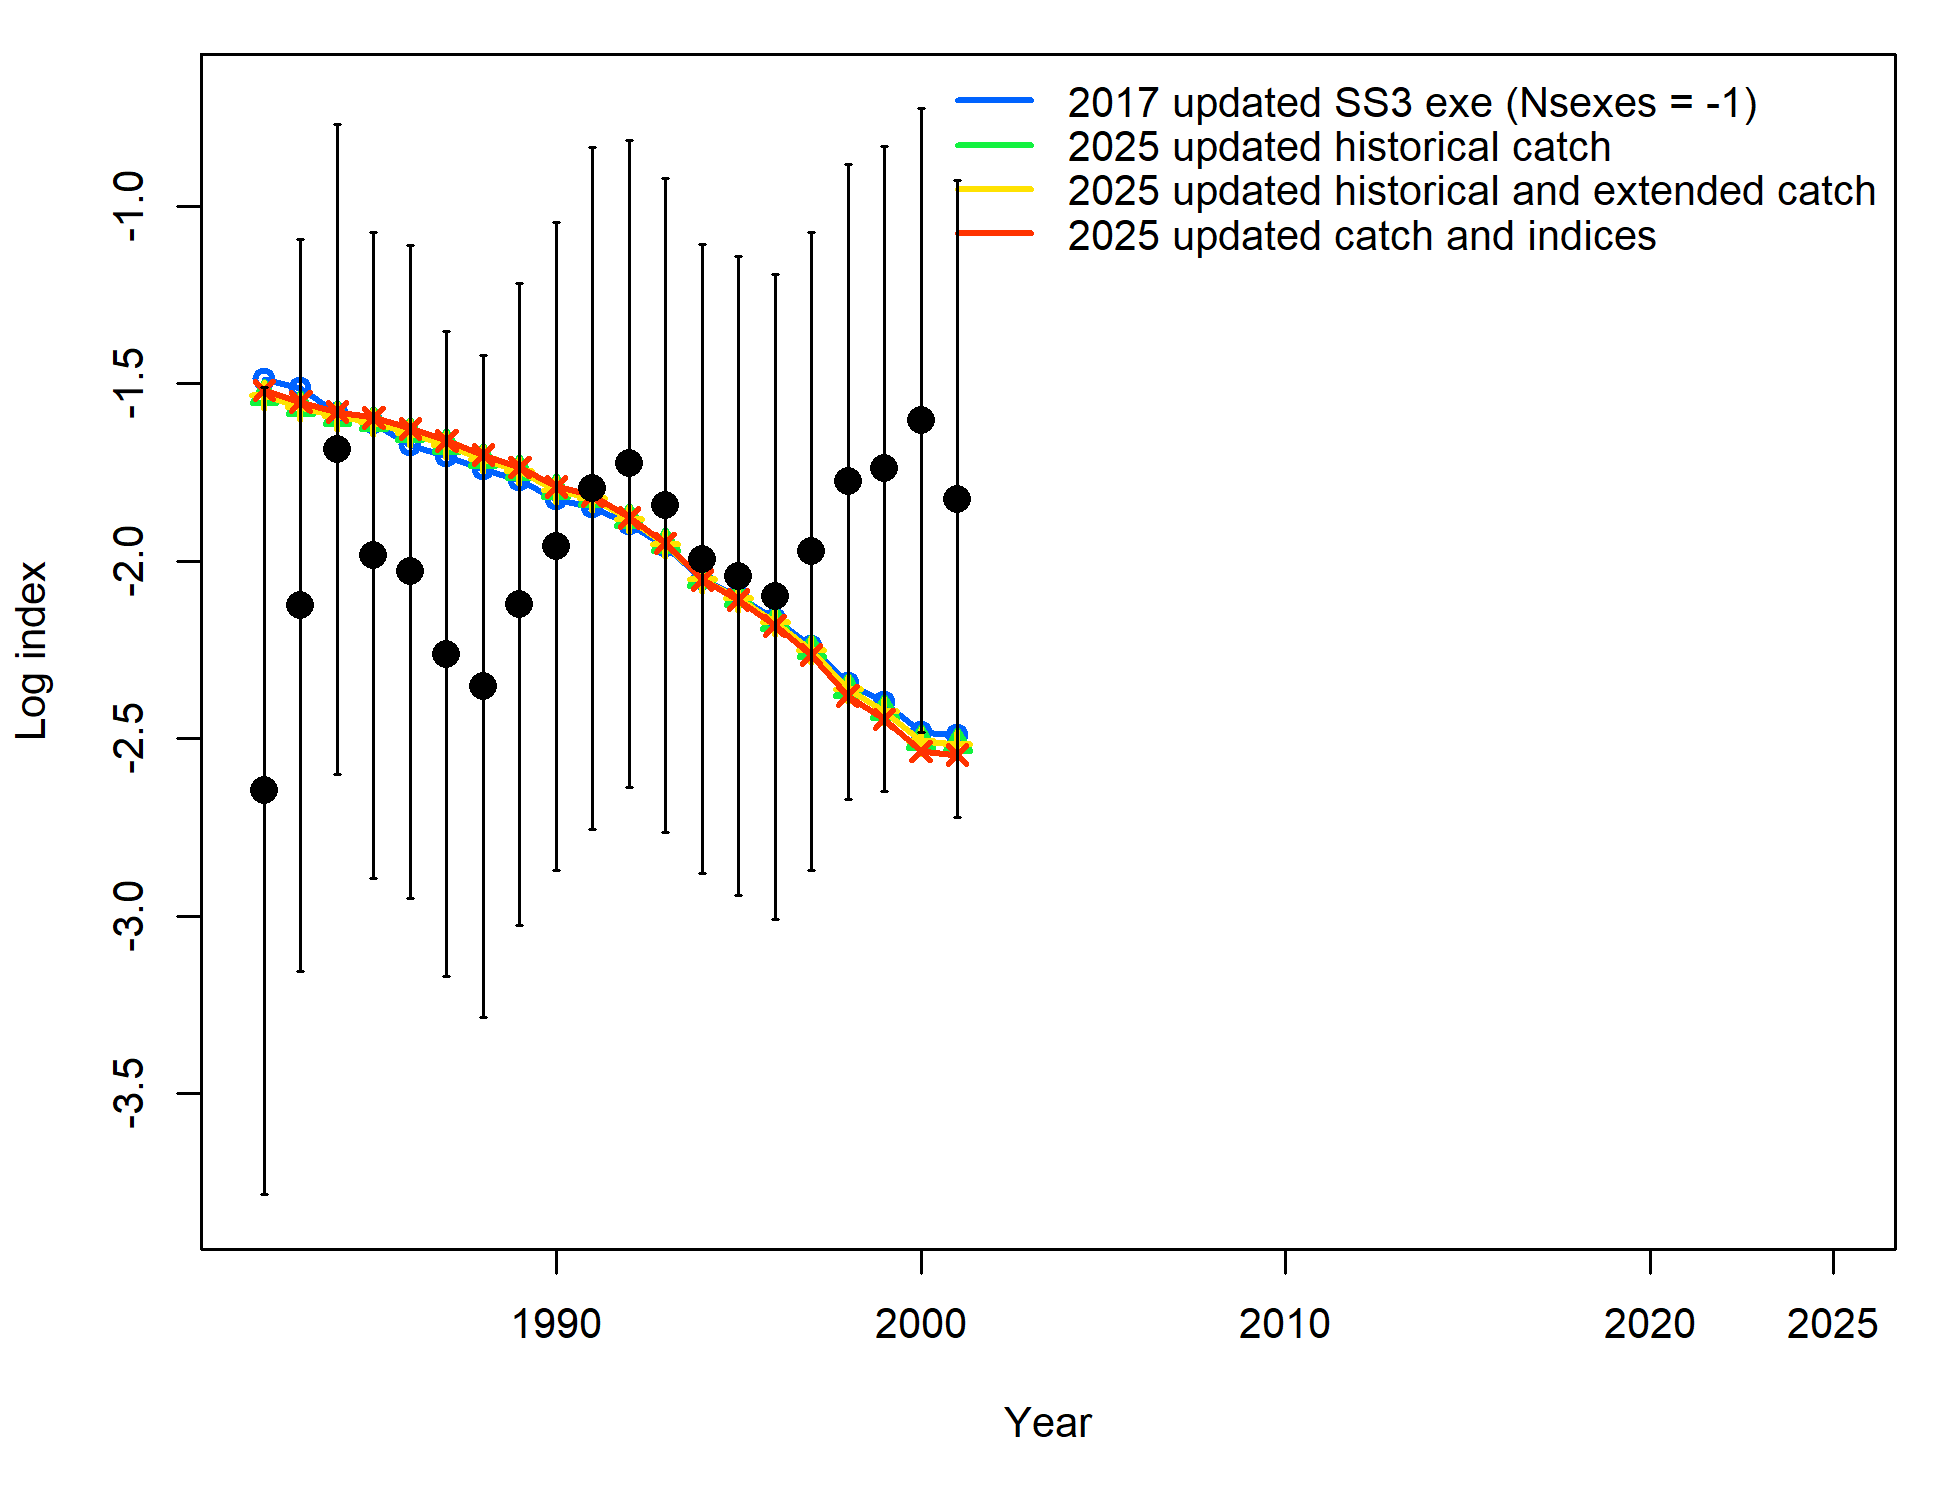 2017 updated SS3 exe (Nsexes = -1)
2025 updated historical catch
2025 updated historical and extended catch
2025 updated catch and indices
Log index
-1.0
-1.5
-2.0
-2.5
-3.0
-3.5
1990
2000
2010
2020
2025
Year